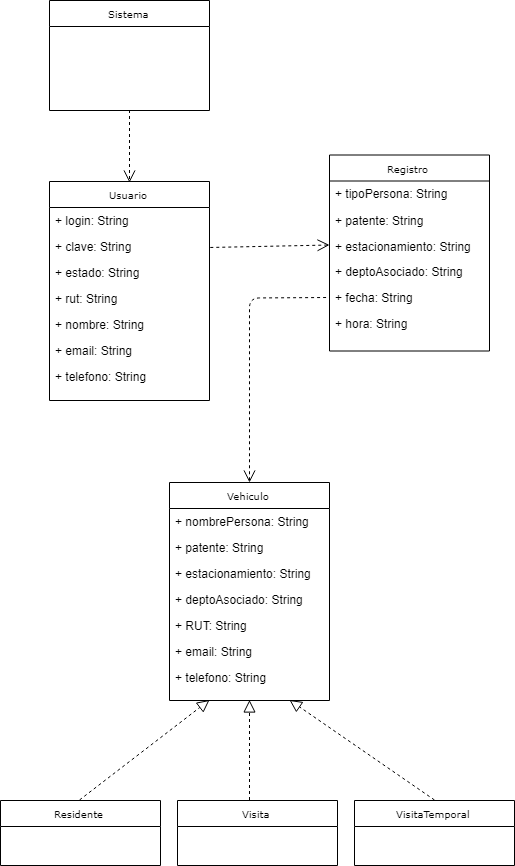 Sistema
Usuario
+ login: String
+ clave: String
+ estado: String
+ rut: String
+ nombre: String
+ email: String
+ telefono: String
Registro
+ tipoPersona: String
+ patente: String
+ estacionamiento: String
+ deptoAsociado: String
+ fecha: String
+ hora: String
Vehiculo
+ nombrePersona: String
+ patente: String
+ estacionamiento: String
+ deptoAsociado: String
+ RUT: String
+ email: String
+ telefono: String
Residente
Visita
VisitaTemporal